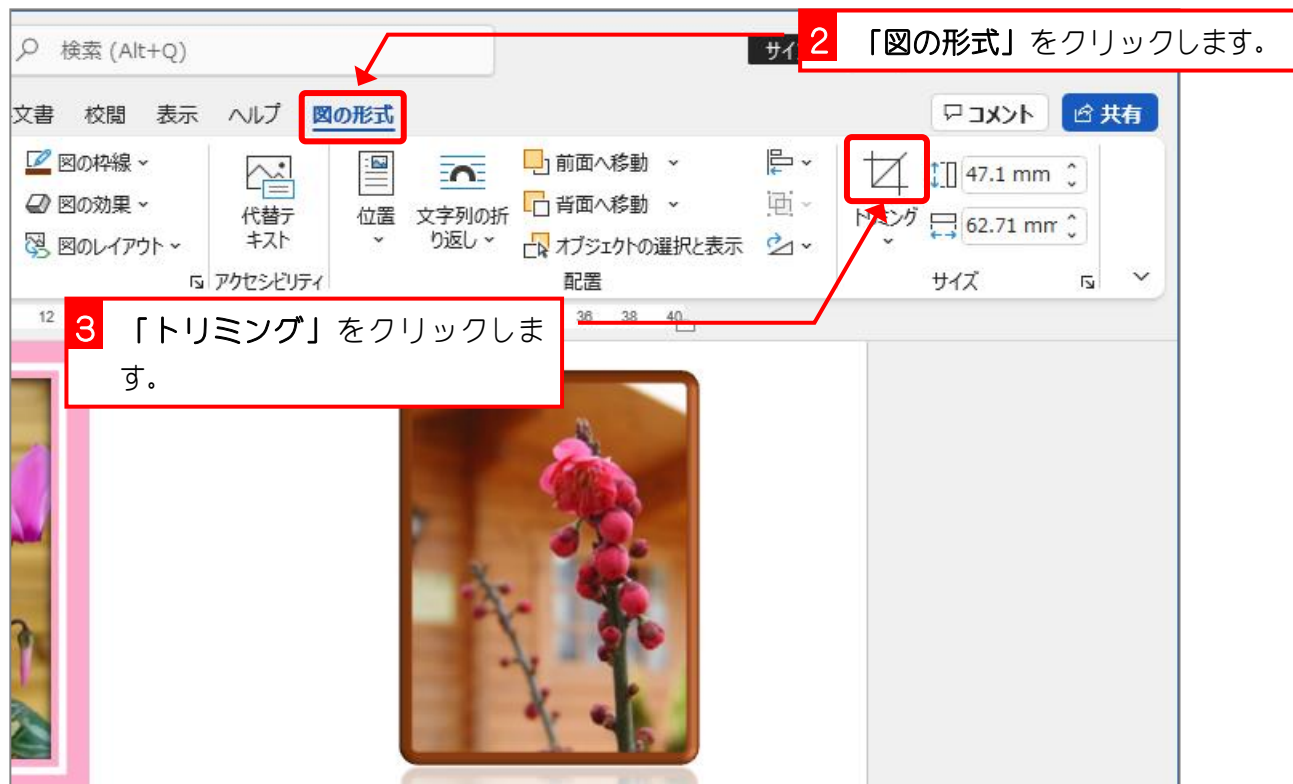 検索 (Alt+Q)
サイ
2 「図の形式」をクリックします。
文書 校閲 表示 ヘルプ 図の形式
コメント 共有
図の枠線
図の効果
図のレイアウト
代替テ
キスト
アクセシビリティ
位置
文字列の折
り返し
前面へ移動
背面へ移動
オブジェクトの選択と表示
配置
トリミング
47.1 mm
62.71 mm
サイズ
12
36 38 40
3 「トリミング」をクリックしま
す。